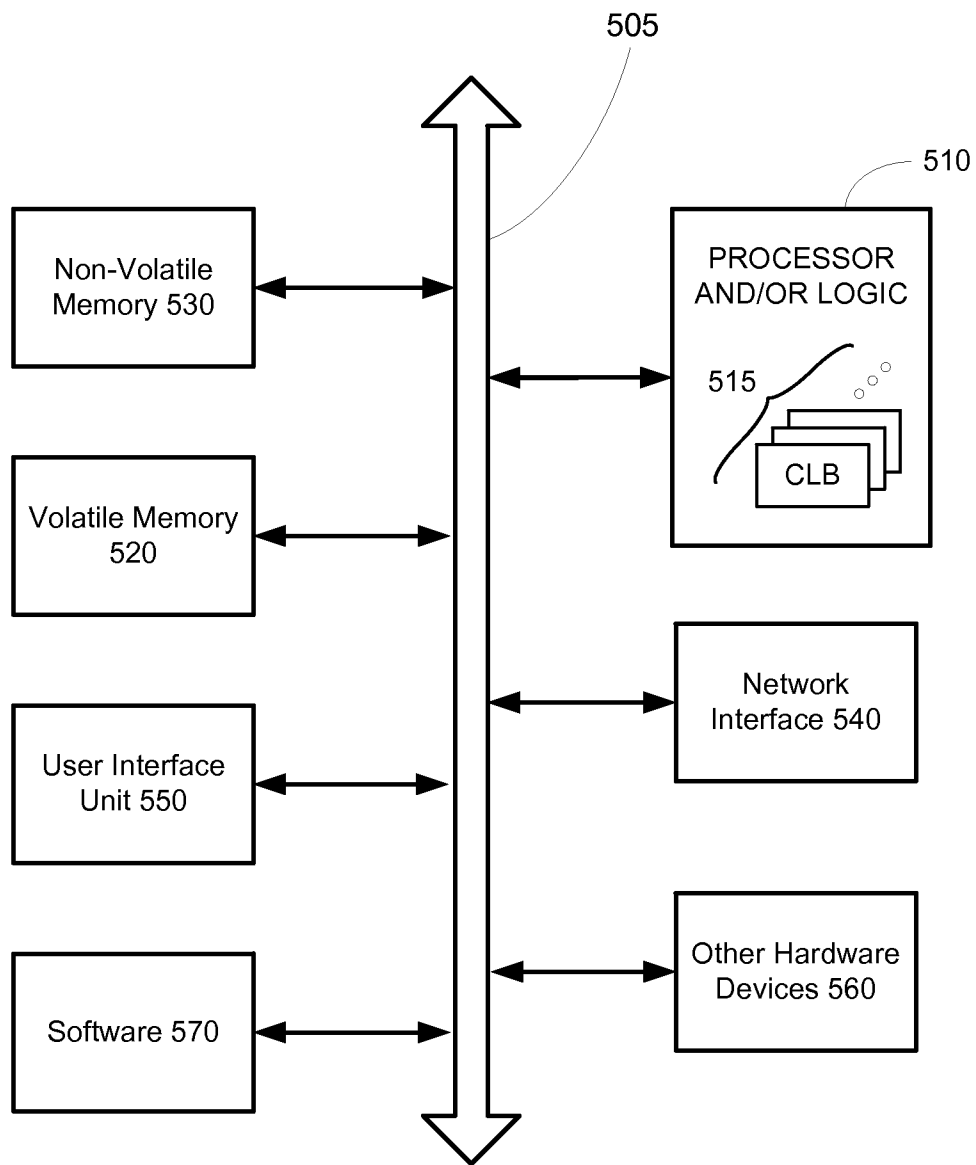 505
510
Non-Volatile
Memory 530
PROCESSOR
AND/OR LOGIC
515
CLB
Volatile Memory
520
Network
Interface 540
User Interface
Unit 550
Other Hardware
Devices 560
Software 570